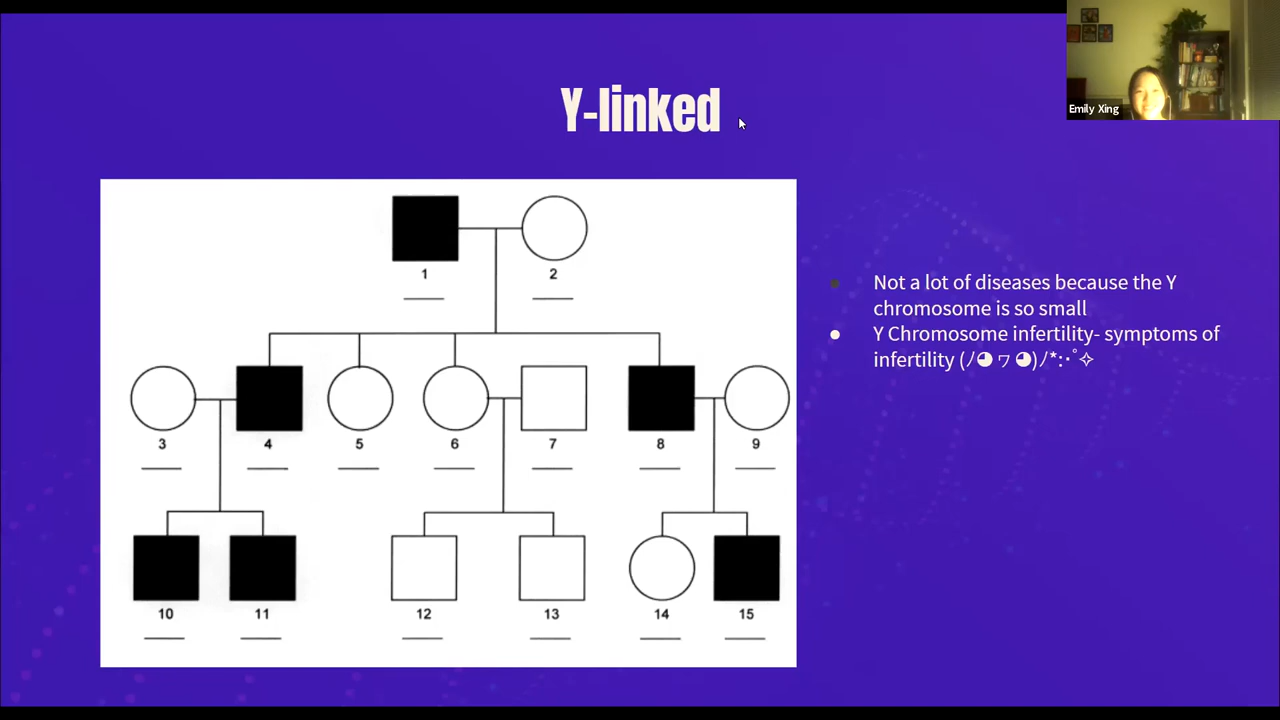 Y-linked
Emily Xing
1
2
Not a lot of diseases because the Y
chromosome is so small
Y Chromosome infertility- symptoms of
infertility (ﾉ◕ヮ◕)ﾉ*:･ﾟ✧
3
4
5
6
7
8
9
10
11
12
13
14
15